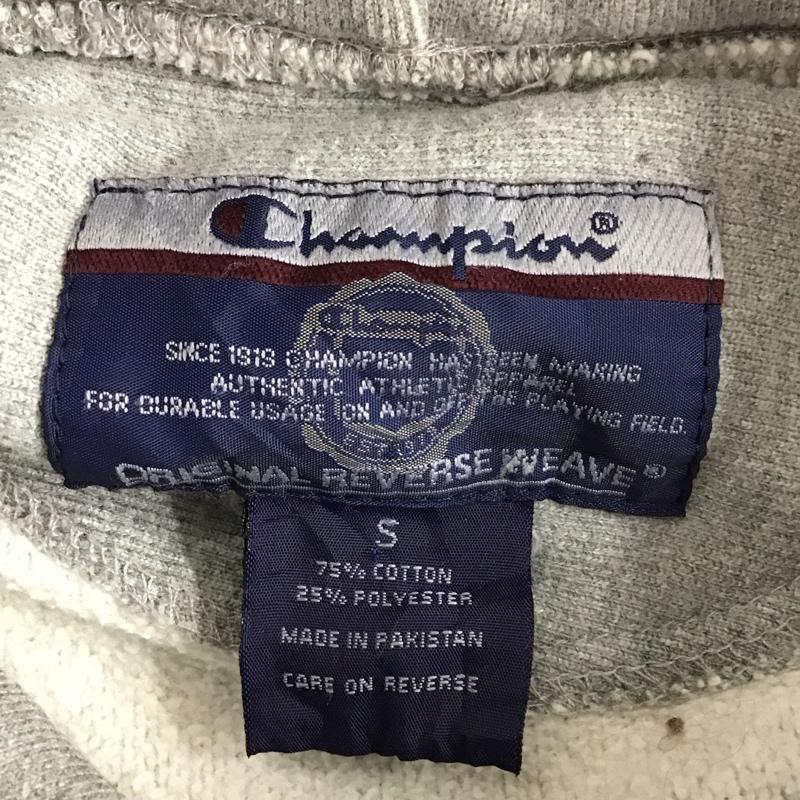 Champion®
SINCE 1919 CHAMPION HAS BEEN MAKING
AUTHENTIC ATHLETIC APPAREL
FOR DURABLE USAGE ON AND OFF THE PLAYING FIELD.
ORIGINAL REVERSE WEAVE®
S
75% COTTON
25% POLYESTER
MADE IN PAKISTAN
CARE ON REVERSE